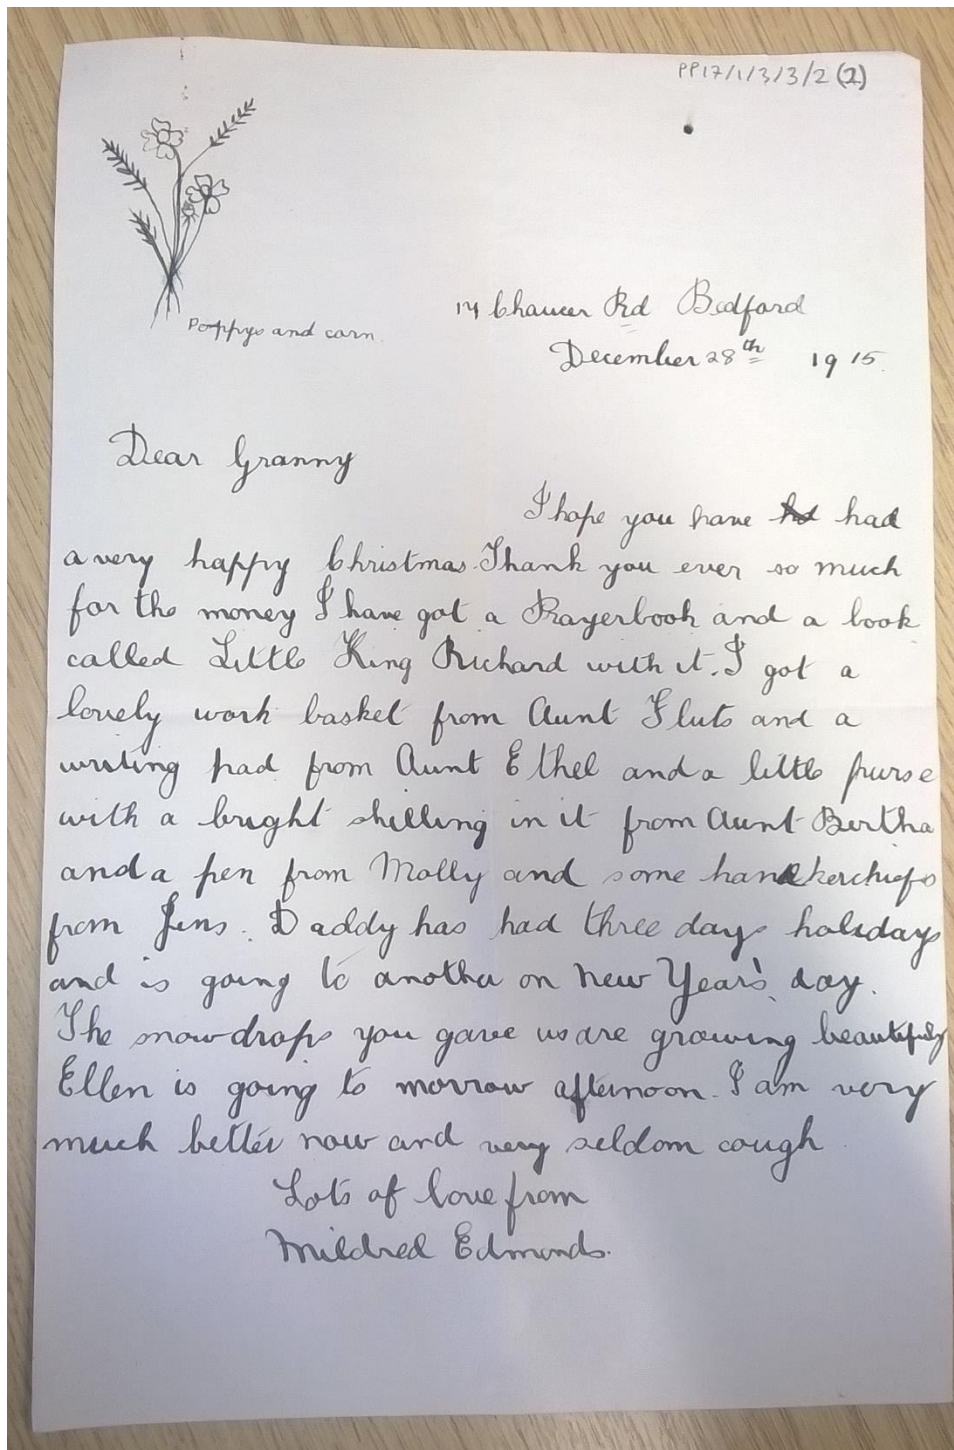 PP17/1/3/3/2 (2)
Poppys and corn
14 Chaucer Rd Bedford
December 28th 1915.
Dear Granny
I hope you have had
a very happy Christmas. Thank you ever so much
for the money I have got a Prayerbook and a book
called Little King Richard with it. I got a
lovely work basket from Aunt and a
writing pad from Aunt Ethel and a little purse
with a bright shilling in it from Aunt Bertha
and a pen from Molly and some handkerchiefs
from . Daddy has had three days holidays
and is going to another on New Year's day.
The snowdrops you gave us are growing beautifully
Ellen is going to morrow afternoon. I am very
much better now and very seldom cough
Lots of love from
Mildred Edmonds.